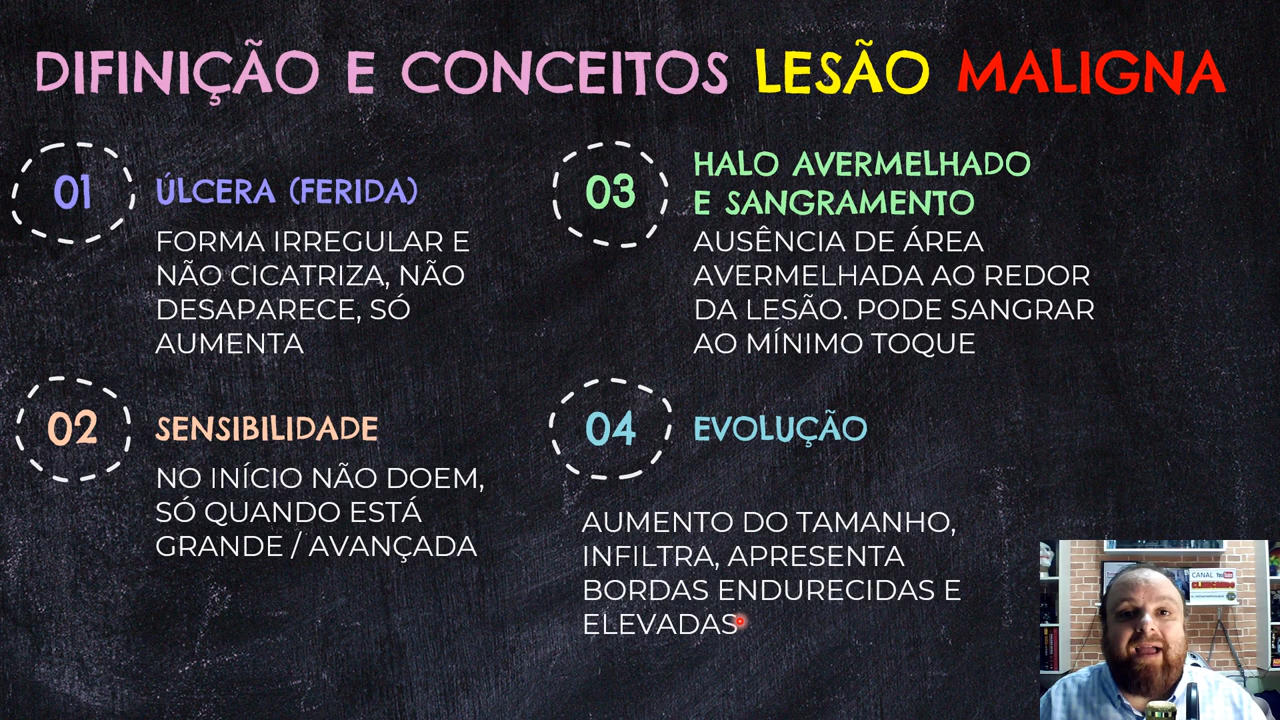 DIFINIÇÃO E CONCEITOS LESÃO MALIGNA
01
ÚLCERA (FERIDA)
FORMA IRREGULAR E
NÃO CICATRIZA, NÃO
DESAPARECE, SÓ
AUMENTA
02
SENSIBILIDADE
NO INÍCIO NÃO DOEM,
SÓ QUANDO ESTÁ
GRANDE / AVANÇADA
03
HALO AVERMELHADO
E SANGRAMENTO
AUSÊNCIA DE ÁREA
AVERMELHADA AO REDOR
DA LESÃO. PODE SANGRAR
AO MÍNIMO TOQUE
04
EVOLUÇÃO
AUMENTO DO TAMANHO,
INFILTRA, APRESENTA
BORDAS ENDURECIDAS E
ELEVADAS
CANAL YouTube